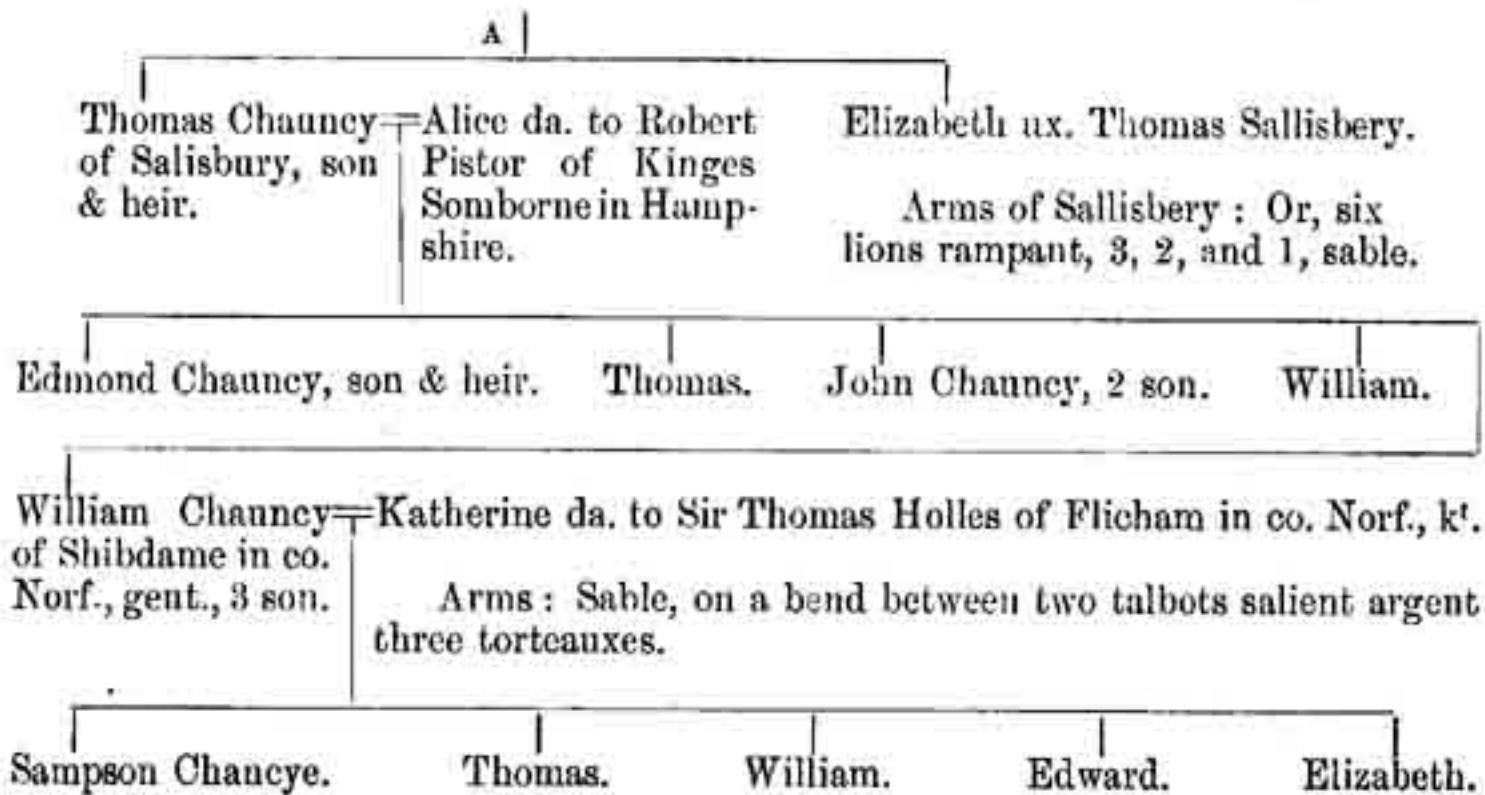 A
Thomas Chauncy
of Salisbury, son
& heir.
Alice da. to Robert
Pistor of Kinges
Somborne in Hamp-
shire.
Elizabeth ux. Thomas Sallisbery.
Arms of Sallisbery : Or, six
lions rampant, 3, 2, and 1, sable.
Edmond Chauncy, son & heir. Thomas. John Chauncy, 2 son. William.
William Chauncy
of Shibdame in co.
Norf., gent., 3 son.
Katherine da. to Sir Thomas Holles of Flicham in co. Norf., kᵗ.
Arms : Sable, on a bend between two talbots salient argent
three torteauxes.
Sampson Chaucye. Thomas. William. Edward. Elizabeth.